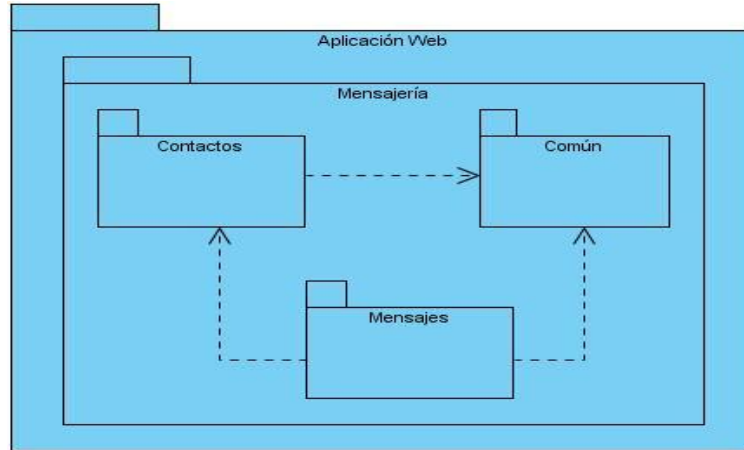 Aplicación Web
Mensajería
Contactos
Común
Mensajes